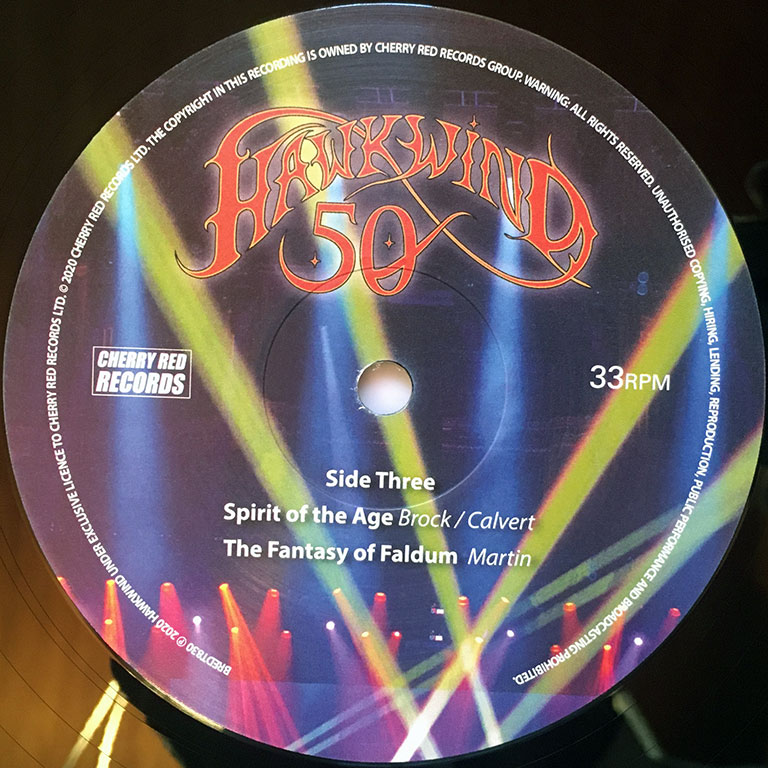 HAWKWIND
50
CHERRY RED
RECORDS
33RPM
Side Three
Spirit of the Age Brock / Calvert
The Fantasy of Faldum Martin
BREDT830 ℗ 2020 HAWKWIND UNDER EXCLUSIVE LICENCE TO CHERRY RED RECORDS LTD. © 2020 CHERRY RED RECORDS LTD. THE COPYRIGHT IN THIS RECORDING IS OWNED BY CHERRY RED RECORDS GROUP. WARNING: ALL RIGHTS RESERVED. UNAUTHORISED COPYING, HIRING, LENDING, REPRODUCTION, PUBLIC PERFORMANCE AND BROADCASTING PROHIBITED.